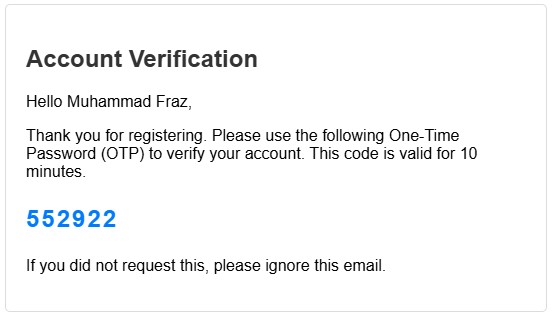 Account Verification
Hello Muhammad Fraz,
Thank you for registering. Please use the following One-Time
Password (OTP) to verify your account. This code is valid for 10
minutes.
552922
If you did not request this, please ignore this email.